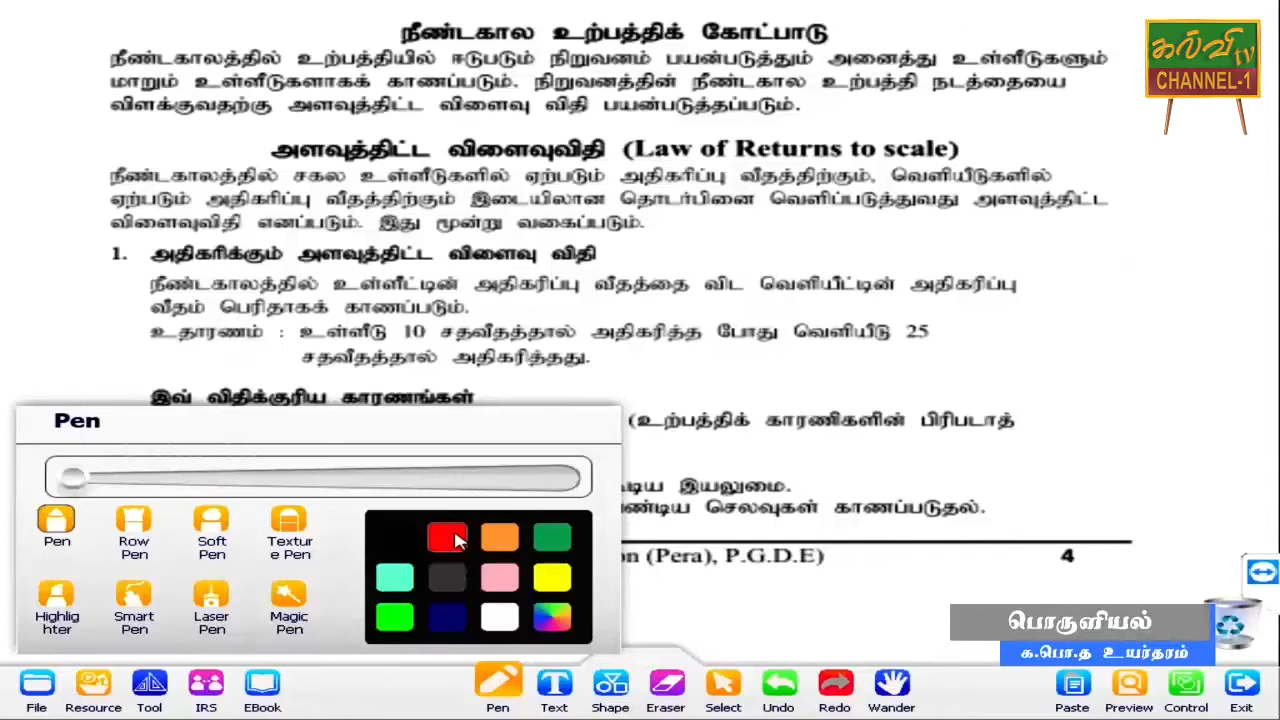 நீண்டகால உற்பத்திக் கோட்பாடு
நீண்டகாலத்தில் உற்பத்தியில் ஈடுபடும் நிறுவனம் பயன்படுத்தும் அனைத்து உள்ளீடுகளும்
மாறும் உள்ளீடுகளாகக் காணப்படும். நிறுவனத்தின் நீண்டகால உற்பத்தி நடத்தையை
விளக்குவதற்கு அளவுத்திட்ட விளைவு விதி பயன்படுத்தப்படும்.
அளவுத்திட்ட விளைவுவிதி (Law of Returns to scale)
நீண்டகாலத்தில் சகல உள்ளீடுகளில் ஏற்படும் அதிகரிப்பு வீதத்திற்கும், வெளியீடுகளில்
ஏற்படும் அதிகரிப்பு வீதத்திற்கும் இடையிலான தொடர்பினை வெளிப்படுத்துவது அளவுத்திட்ட
விளைவுவிதி எனப்படும். இது மூன்று வகைப்படும்.
1. அதிகரிக்கும் அளவுத்திட்ட விளைவு விதி
நீண்டகாலத்தில் உள்ளீட்டின் அதிகரிப்பு வீதத்தை விட வெளியீட்டின் அதிகரிப்பு
வீதம் பெரிதாகக் காணப்படும்.
உதாரணம் : உள்ளீடு 10 சதவீதத்தால் அதிகரித்த போது வெளியீடு 25
சதவீதத்தால் அதிகரித்தது.
இவ் விதிக்குரிய காரணங்கள்
(உற்பத்திக் காரணிகளின் பிரிபடாத்
கூடிய இயலுமை.
ண்டிய செலவுகள் காணப்படுதல்.
on (Pera), P.G.D.E) 4
கல்வி TV
CHANNEL-1
Pen
Pen Row Pen Soft Pen Texture Pen
Highlighter Smart Pen Laser Pen Magic Pen
பொருளியல்
க.பொ.த உயர்தரம்
File Resource Tool IRS EBook Pen Text Shape Eraser Select Undo Redo Wander Paste Preview Control Exit